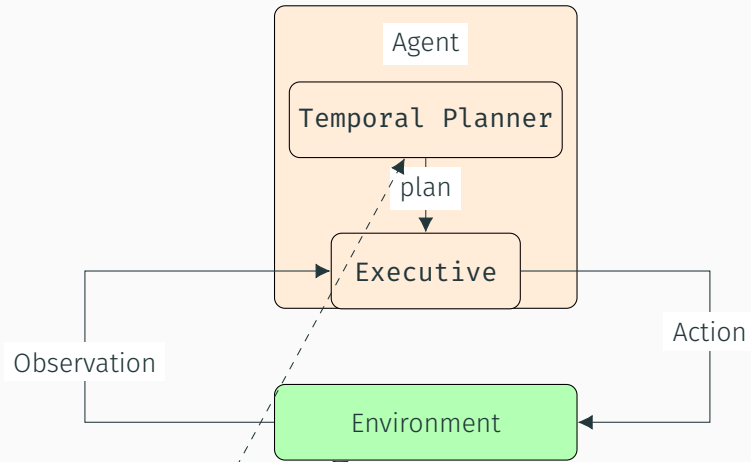 Agent
Temporal Planner
plan
Executive
Observation
Action
Environment